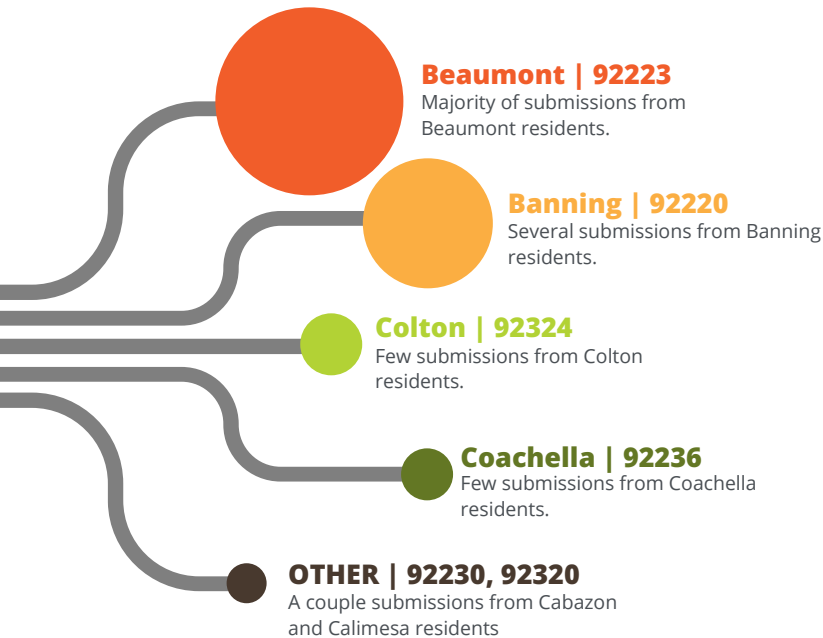 Beaumont | 92223
Majority of submissions from
Beaumont residents.
Banning | 92220
Several submissions from Banning
residents.
Colton | 92324
Few submissions from Colton
residents.
Coachella | 92236
Few submissions from Coachella
residents.
OTHER | 92230, 92320
A couple submissions from Cabazon
and Calimesa residents